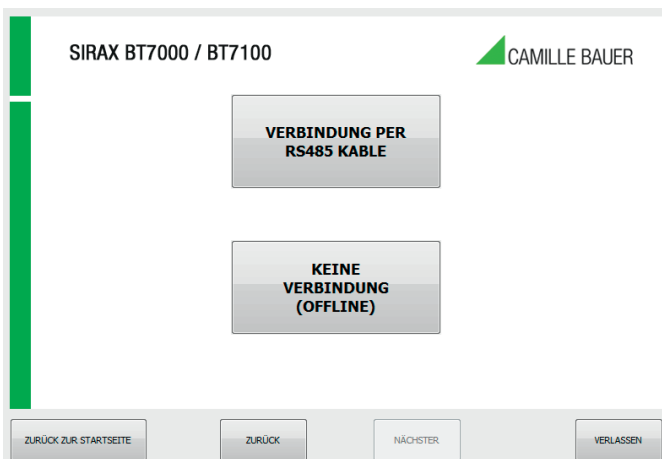 SIRAX BT7000 / BT7100
CAMILLE BAUER
VERBINDUNG PER
RS485 KABLE
KEINE
VERBINDUNG
(OFFLINE)
ZURÜCK ZUR STARTSEITE
ZURÜCK
NÄCHSTER
VERLASSEN